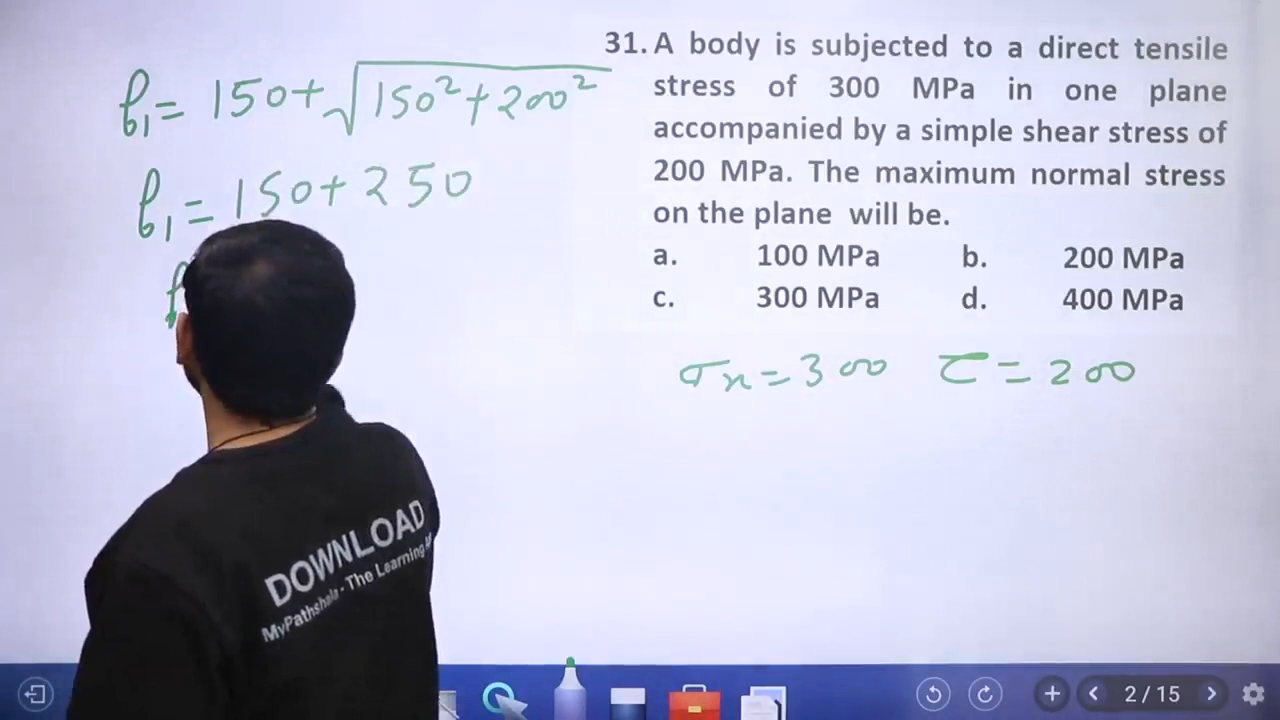 ₁ = 150 + √150² + 200²
₁ = 150 + 250
31. A body is subjected to a direct tensile
stress of 300 MPa in one plane
accompanied by a simple shear stress of
200 MPa. The maximum normal stress
on the plane will be.
a. 100 MPa b. 200 MPa
c. 300 MPa d. 400 MPa
σx = 300 τ = 200
DOWNLOAD
MyPathshala - The Learning
2 / 15